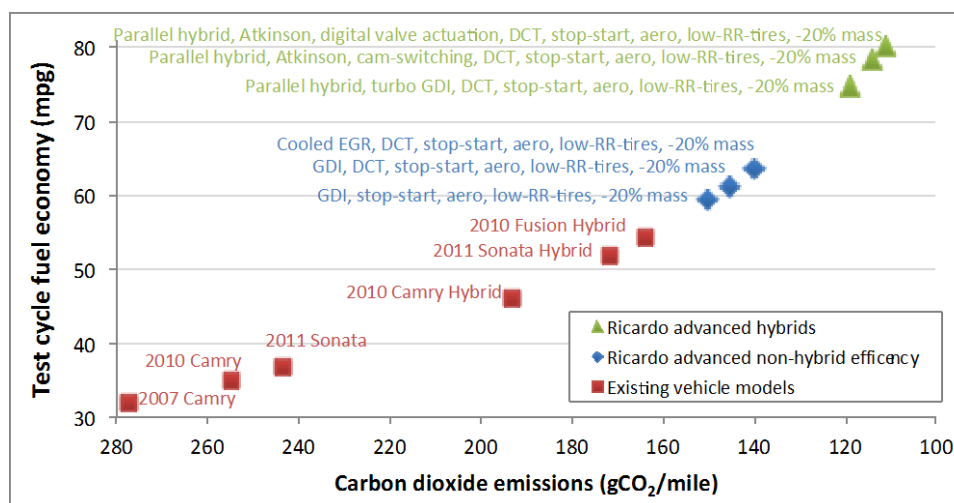 Parallel hybrid, Atkinson, digital valve actuation, DCT, stop-start, aero, low-RR-tires, -20% mass
Parallel hybrid, Atkinson, cam-switching, DCT, stop-start, aero, low-RR-tires, -20% mass
Parallel hybrid, turbo GDI, DCT, stop-start, aero, low-RR-tires, -20% mass
Cooled EGR, DCT, stop-start, aero, low-RR-tires, -20% mass
GDI, DCT, stop-start, aero, low-RR-tires, -20% mass
GDI, stop-start, aero, low-RR-tires, -20% mass
2010 Fusion Hybrid
2011 Sonata Hybrid
2010 Camry Hybrid
2011 Sonata
2010 Camry
2007 Camry
Ricardo advanced hybrids
Ricardo advanced non-hybrid efficency
Existing vehicle models
Test cycle fuel economy (mpg)
80
70
60
50
40
30
280 260 240 220 200 180 160 140 120 100
Carbon dioxide emissions (gCO₂/mile)